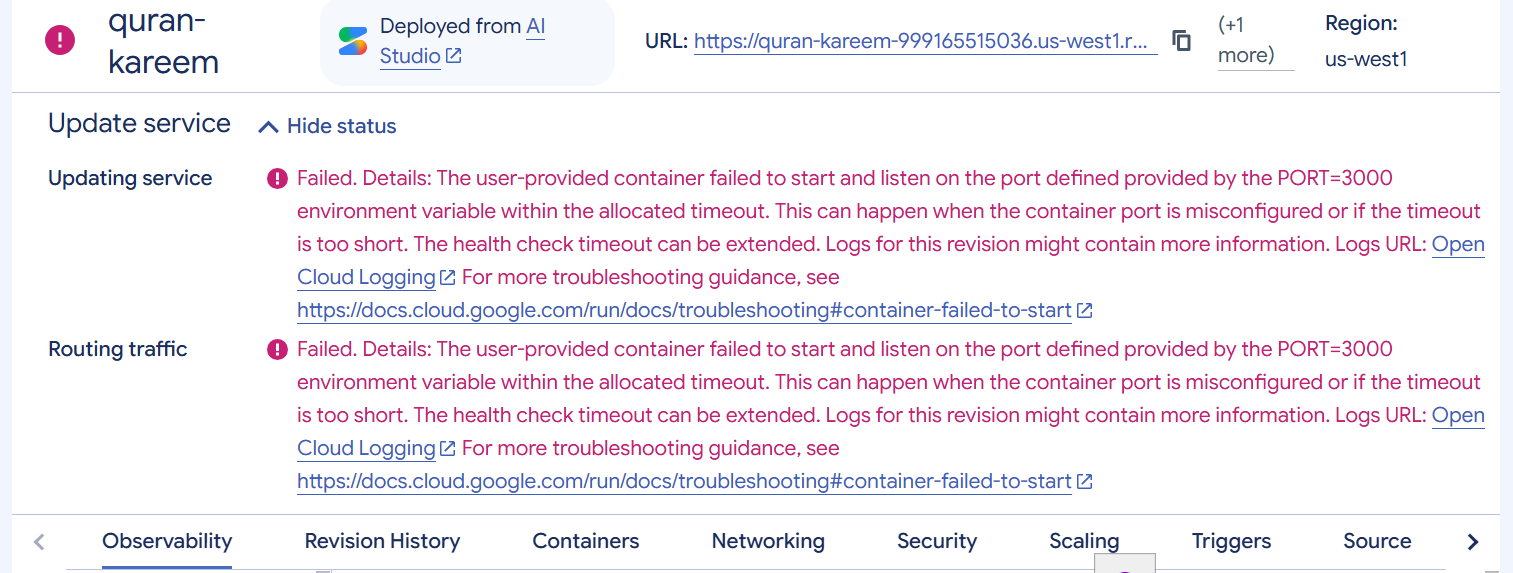 quran-
kareem
Deployed from AI
Studio
URL: https://quran-kareem-999165515036.us-west1.r...
(+1
more)
Region:
us-west1
Update service
Hide status
Updating service
Failed. Details: The user-provided container failed to start and listen on the port defined provided by the PORT=3000
environment variable within the allocated timeout. This can happen when the container port is misconfigured or if the timeout
is too short. The health check timeout can be extended. Logs for this revision might contain more information. Logs URL: Open
Cloud Logging For more troubleshooting guidance, see
https://docs.cloud.google.com/run/docs/troubleshooting#container-failed-to-start
Routing traffic
Failed. Details: The user-provided container failed to start and listen on the port defined provided by the PORT=3000
environment variable within the allocated timeout. This can happen when the container port is misconfigured or if the timeout
is too short. The health check timeout can be extended. Logs for this revision might contain more information. Logs URL: Open
Cloud Logging For more troubleshooting guidance, see
https://docs.cloud.google.com/run/docs/troubleshooting#container-failed-to-start
Observability Revision History Containers Networking Security Scaling Triggers Source